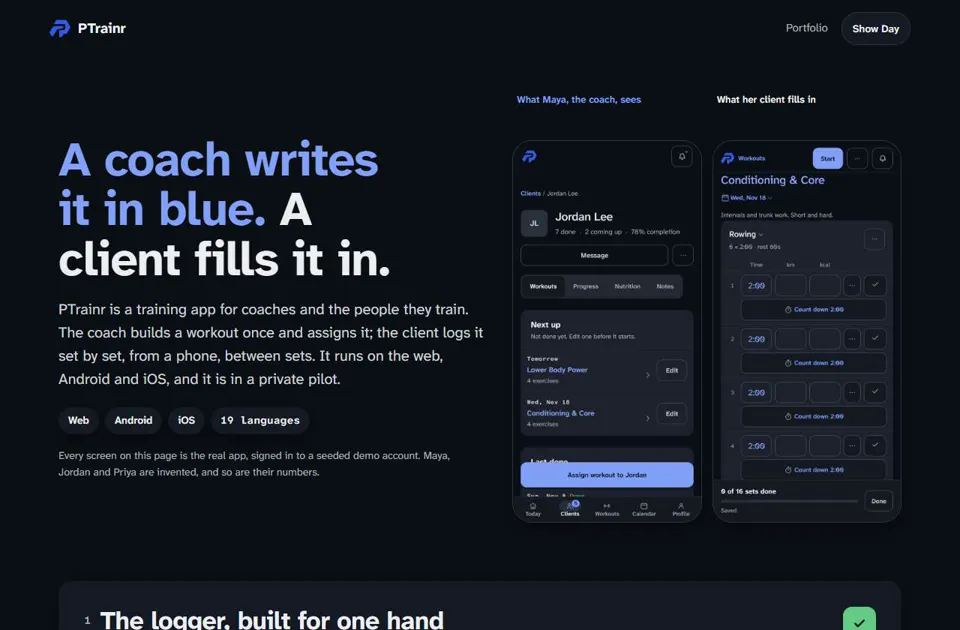 PTrainr
Portfolio
Show Day
What Maya, the coach, sees
What her client fills in
A coach writes
it in blue. A
client fills it in.
PTrainr is a training app for coaches and the people they train.
The coach builds a workout once and assigns it; the client logs it
set by set, from a phone, between sets. It runs on the web,
Android and iOS, and it is in a private pilot.
Web
Android
iOS
19 languages
Every screen on this page is the real app, signed in to a seeded demo account. Maya,
Jordan and Priya are invented, and so are their numbers.
Clients / Jordan Lee
JL
Jordan Lee
7 done · 2 coming up · 78% completion
Message
Workouts
Progress
Nutrition
Notes
Next up
Not done yet. Edit one before it starts.
Tomorrow
Lower Body Power
4 exercises
Edit
Wed, Nov 18
Conditioning & Core
4 exercises
Edit
Last done
Assign workout to Jordan
Today
Clients
Workouts
Calendar
Profile
Workouts
Start
Conditioning & Core
Wed, Nov 18
Intervals and trunk work. Short and hard.
Rowing
6 × 2:00 · rest 60s
Time
km
kcal
1
2:00
Count down 2:00
2
2:00
Count down 2:00
3
2:00
Count down 2:00
4
2:00
Count down 2:00
0 of 16 sets done
Saved
Done
1
The logger, built for one hand